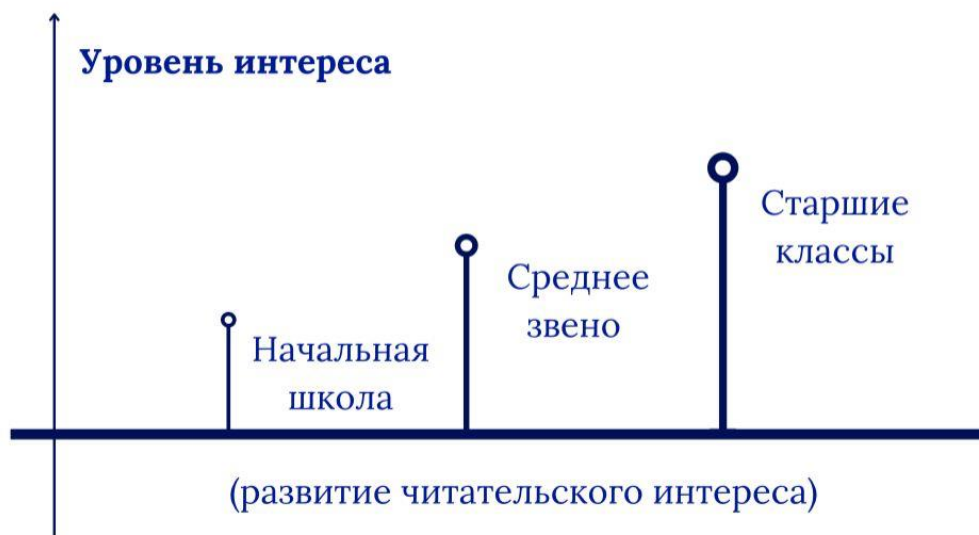 Уровень интереса
Старшие
классы
Среднее
звено
Начальная
школа
(развитие читательского интереса)